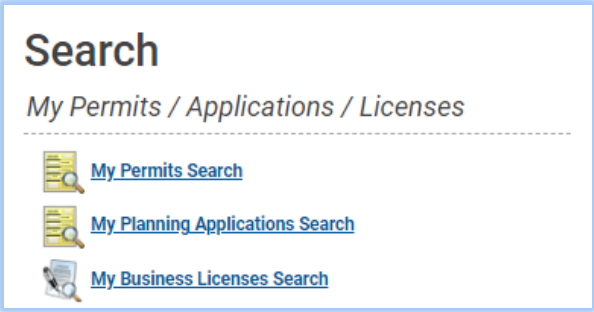 Search
My Permits / Applications / Licenses
My Permits Search
My Planning Applications Search
My Business Licenses Search